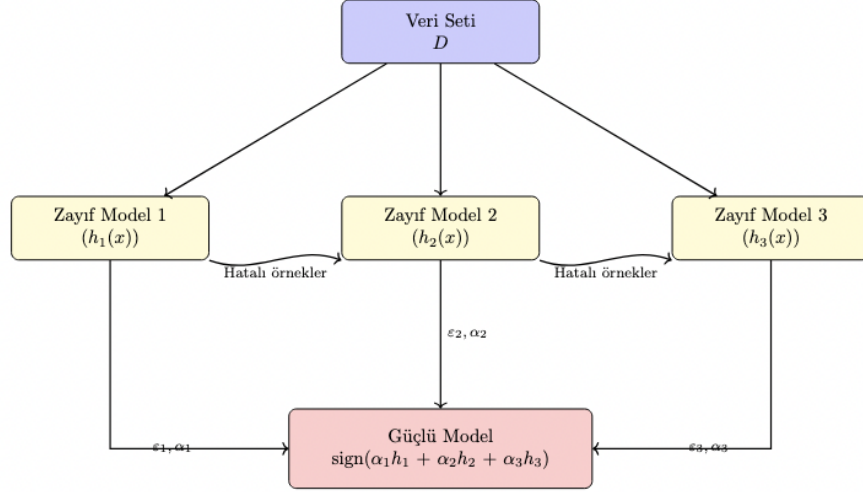 Veri Seti
D
Zayıf Model 1
(h₁(x))
Zayıf Model 2
(h₂(x))
Zayıf Model 3
(h₃(x))
Hatalı örnekler
Hatalı örnekler
ε₂, α₂
ε₁, α₁
ε₃, α₃
Güçlü Model
sign(α₁h₁ + α₂h₂ + α₃h₃)